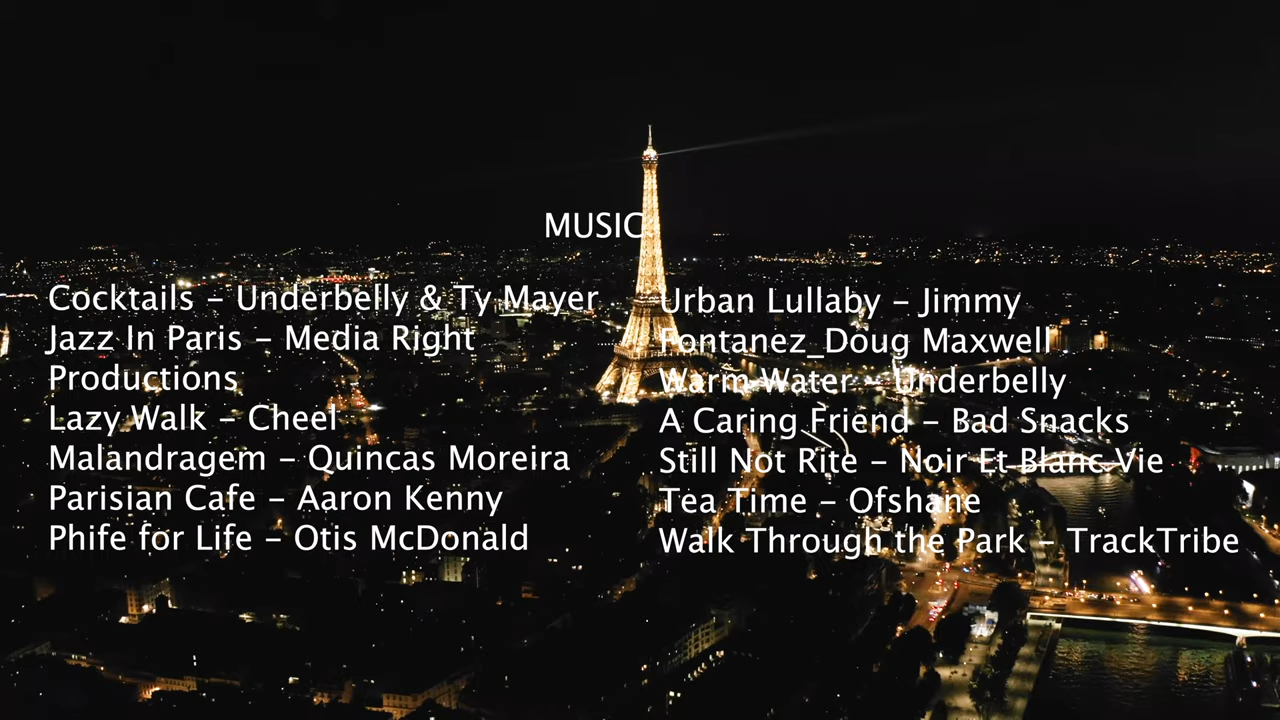 MUSIC
Cocktails – Underbelly & Ty Mayer
Jazz In Paris – Media Right
Productions
Lazy Walk – Cheel
Malandragem – Quincas Moreira
Parisian Cafe – Aaron Kenny
Phife for Life – Otis McDonald
Urban Lullaby – Jimmy
Fontanez_Doug Maxwell
Warm Water – Underbelly
A Caring Friend – Bad Snacks
Still Not Rite – Noir Et Blanc Vie
Tea Time – Ofshane
Walk Through the Park – TrackTribe